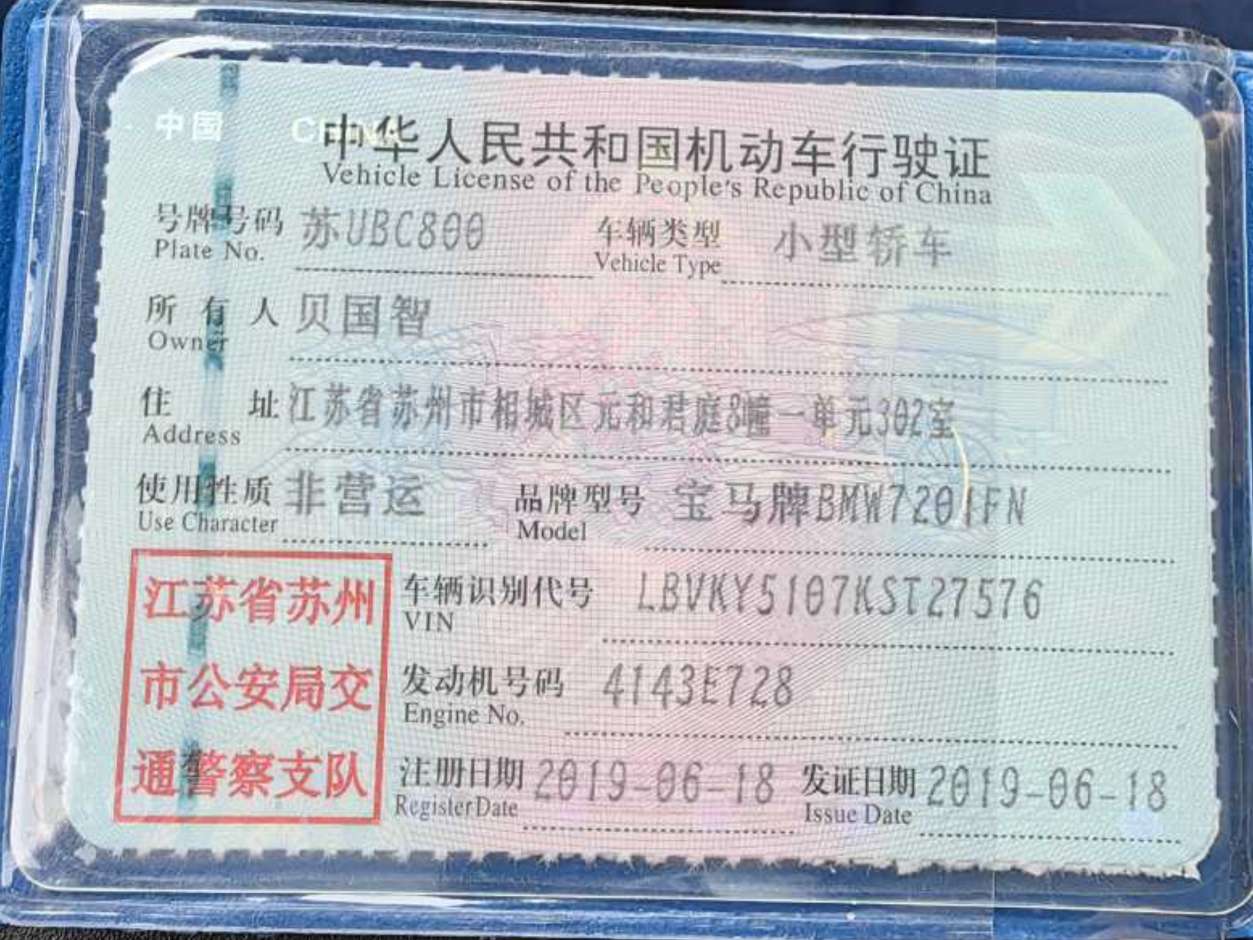 中国 CHINA
中华人民共和国机动车行驶证
Vehicle License of the People's Republic of China
号牌号码 苏UBC800 车辆类型 小型轿车
Plate No. Vehicle Type
所有人 贝国智
Owner
住址 江苏省苏州市相城区元和君庭8幢一单元302室
Address
使用性质 非营运 品牌型号 宝马牌BMW7201FN
Use Character Model
江苏省苏州
市公安局交
通警察支队
车辆识别代号 LBVKY5107KST27576
VIN
发动机号码 4143E728
Engine No.
注册日期 2019-06-18 发证日期 2019-06-18
Register Date Issue Date